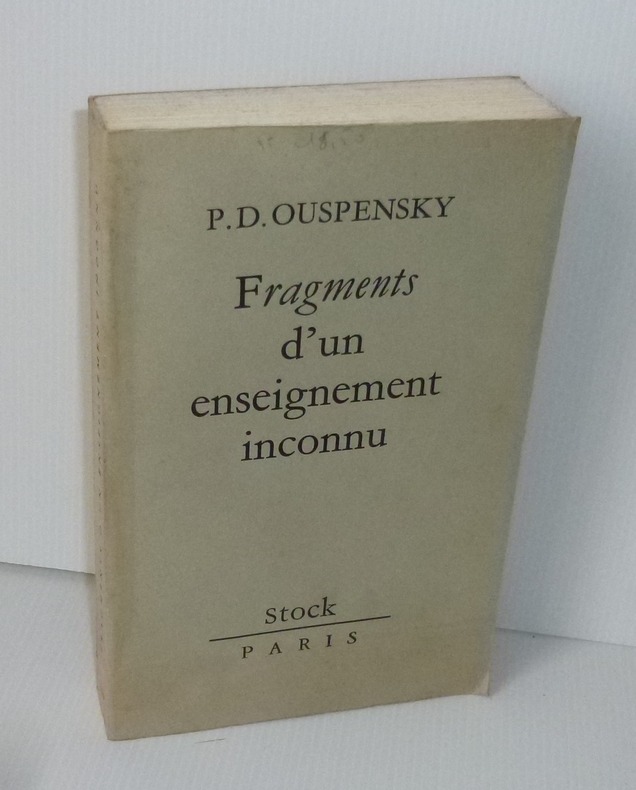 P. D. OUSPENSKY
Fragments
d'un
enseignement
inconnu
Stock
PARIS